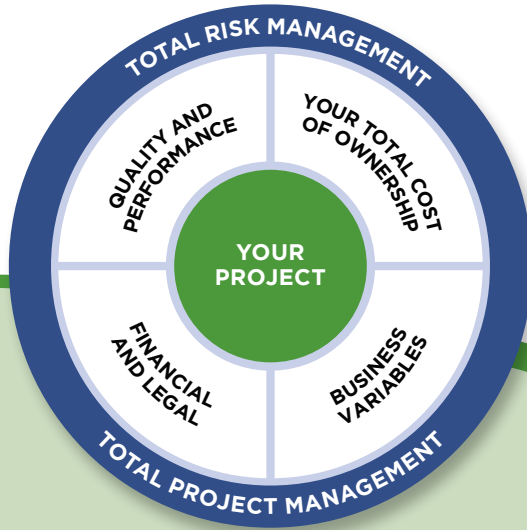 TOTAL RISK MANAGEMENT
QUALITY AND
PERFORMANCE
YOUR TOTAL COST
OF OWNERSHIP
YOUR
PROJECT
FINANCIAL
AND LEGAL
BUSINESS
VARIABLES
TOTAL PROJECT MANAGEMENT